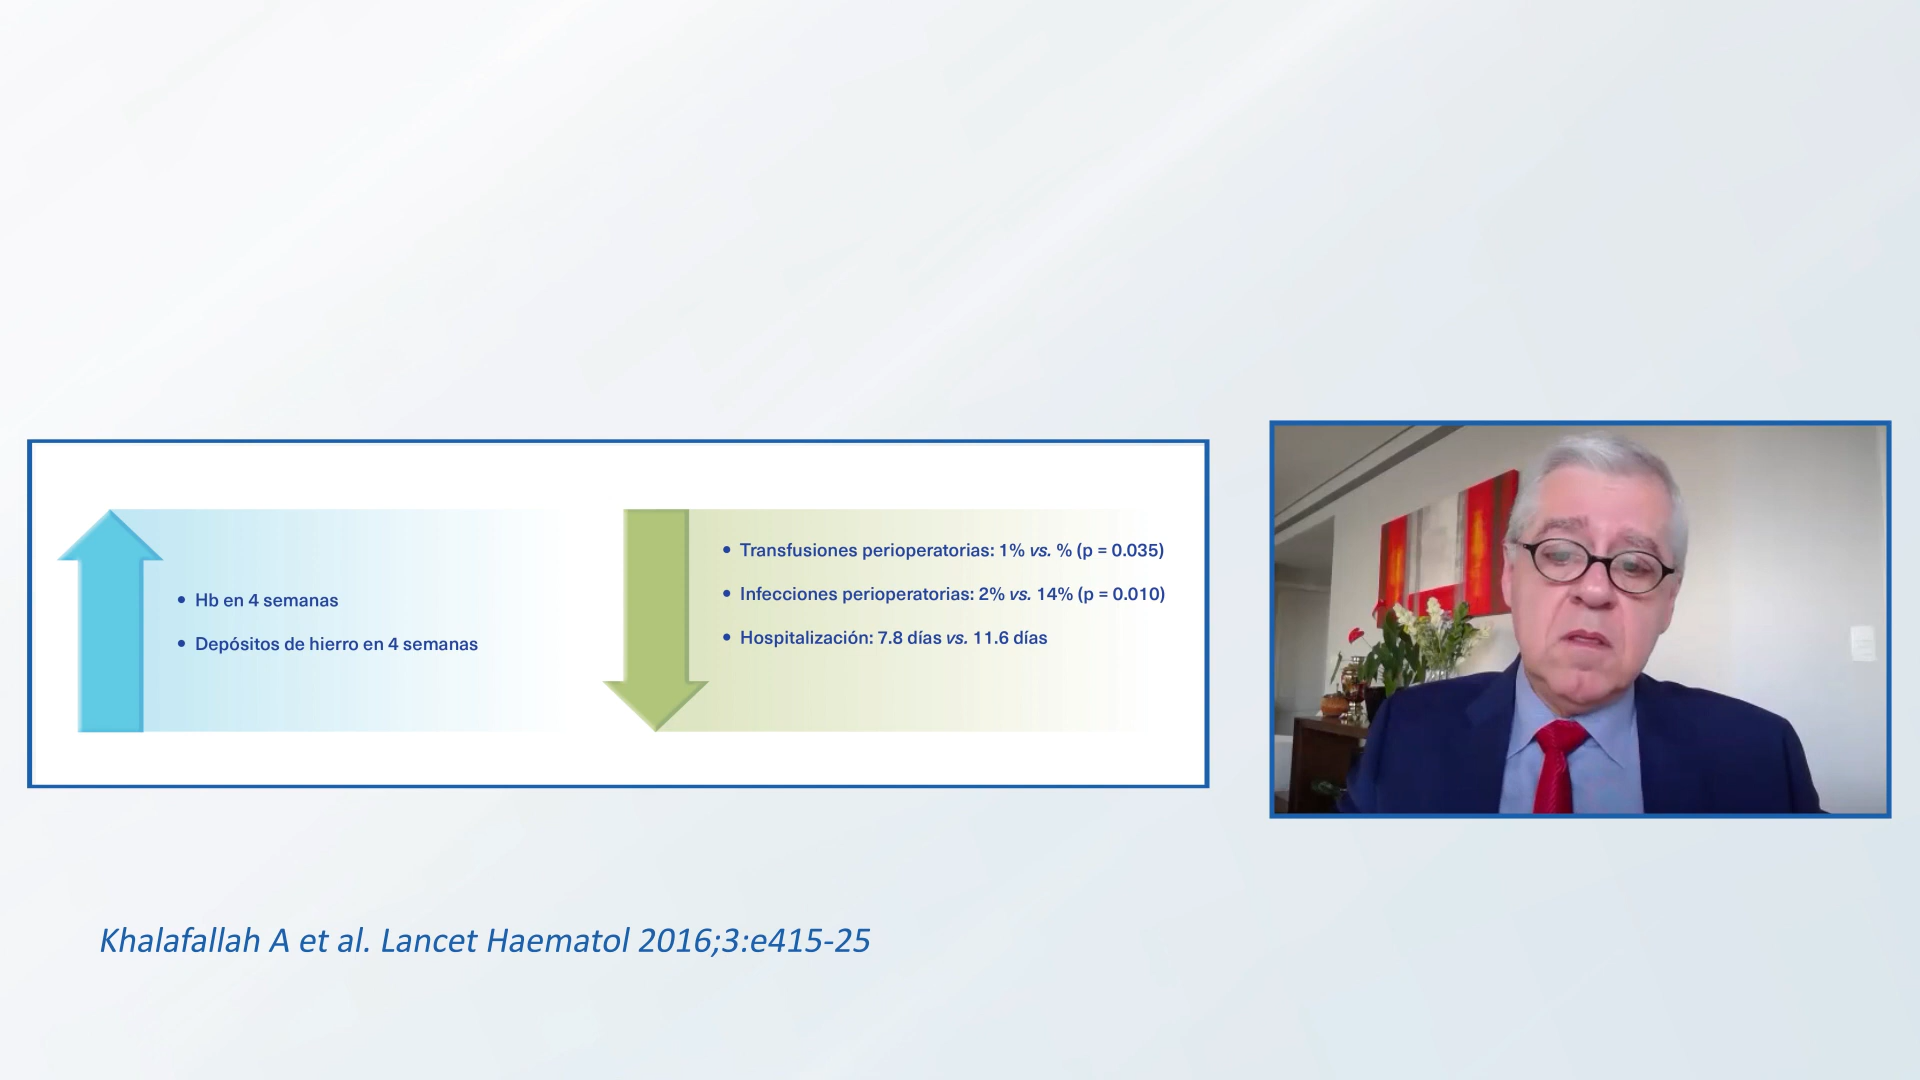 • Hb en 4 semanas
• Depósitos de hierro en 4 semanas
• Transfusiones perioperatorias: 1% vs. % (p = 0.035)
• Infecciones perioperatorias: 2% vs. 14% (p = 0.010)
• Hospitalización: 7.8 días vs. 11.6 días
Khalafallah A et al. Lancet Haematol 2016;3:e415-25